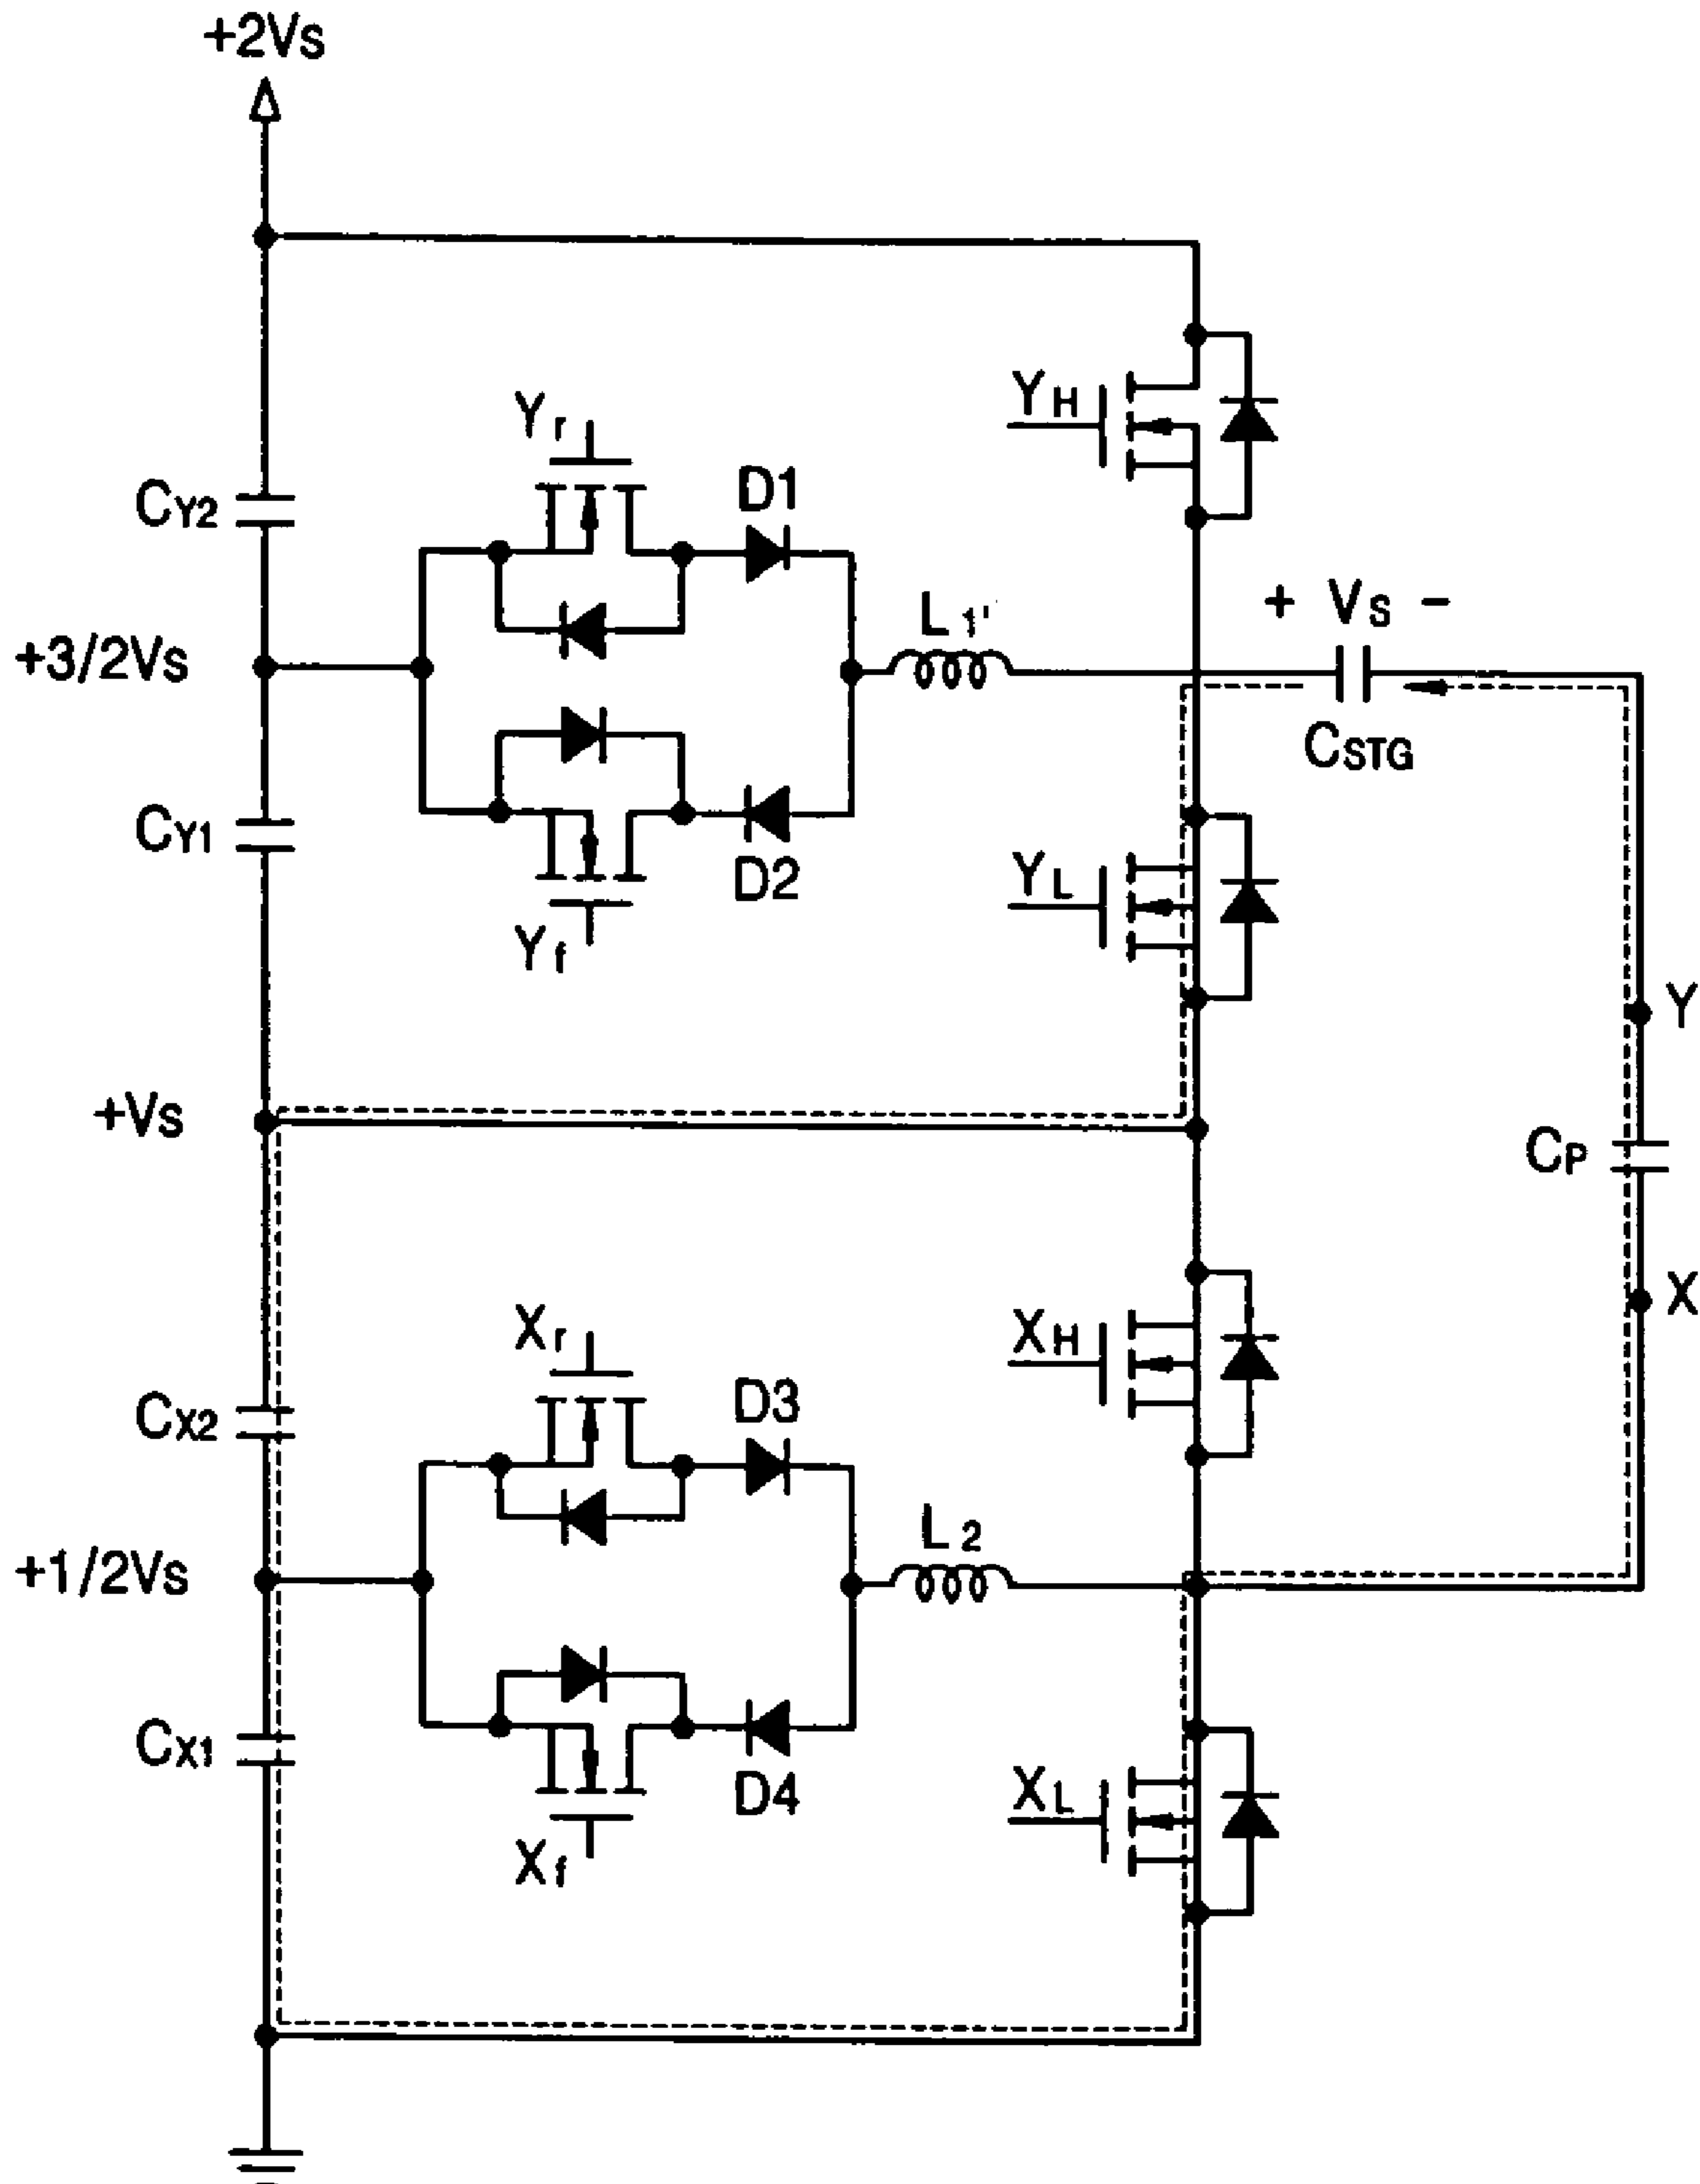 +2Vs
YH
Yr
D1
CY2
+ Vs -
L1'
+3/2Vs
CSTG
CY1
YL
D2
Yf
Y
+Vs
CP
X
Xr
XH
D3
CX2
L2
+1/2Vs
CX1
XL
D4
Xf